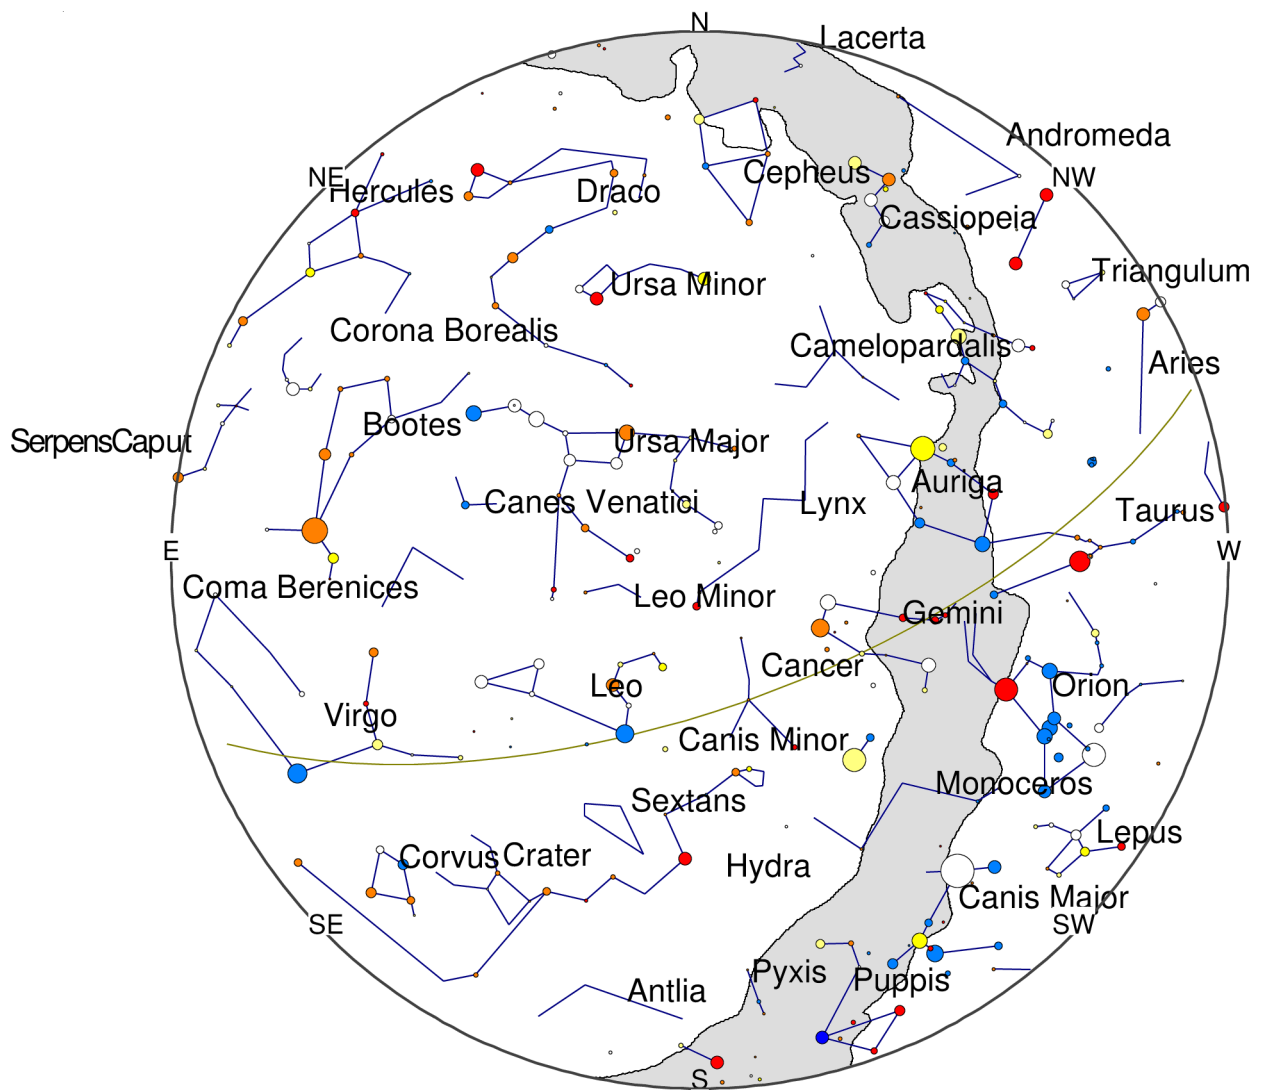 N
Lacerta
Andromeda
NE
Hercules
Draco
Cepheus
NW
Cassiopeia
Ursa Minor
Triangulum
Corona Borealis
Camelopardalis
Aries
SerpensCaput
Bootes
Ursa Major
Auriga
Canes Venatici
Lynx
Taurus
E
W
Coma Berenices
Leo Minor
Gemini
Cancer
Leo
Orion
Virgo
Canis Minor
Monoceros
Sextans
Lepus
Corvus
Crater
Hydra
Canis Major
SE
SW
Pyxis
Puppis
Antlia
S